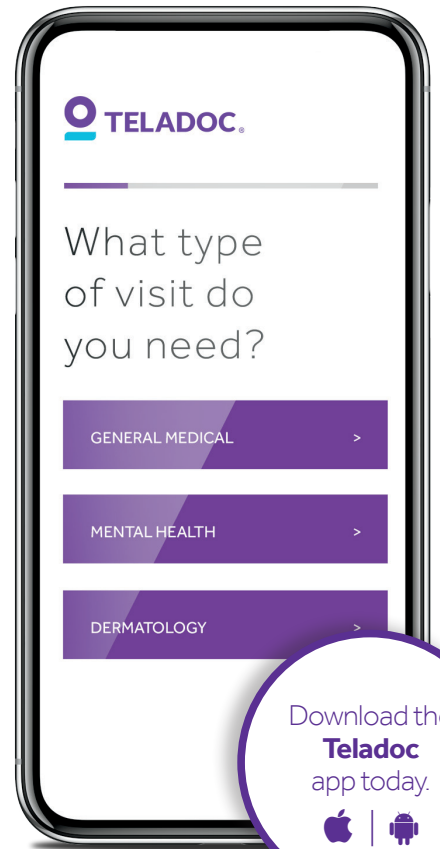 TELADOC®
What type
of visit do
you need?
GENERAL MEDICAL >
MENTAL HEALTH >
DERMATOLOGY >
Download the
Teladoc
app today.